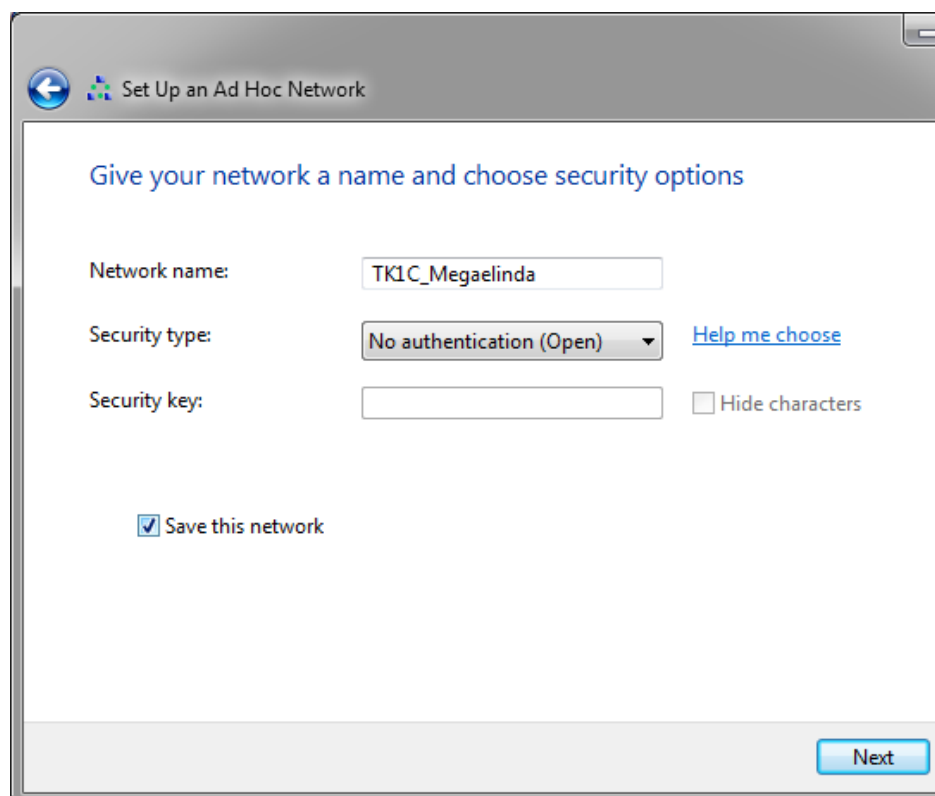 Set Up an Ad Hoc Network
Give your network a name and choose security options
Network name: TK1C_Megaelinda
Security type: No authentication (Open) Help me choose
Security key: Hide characters
Save this network
Next